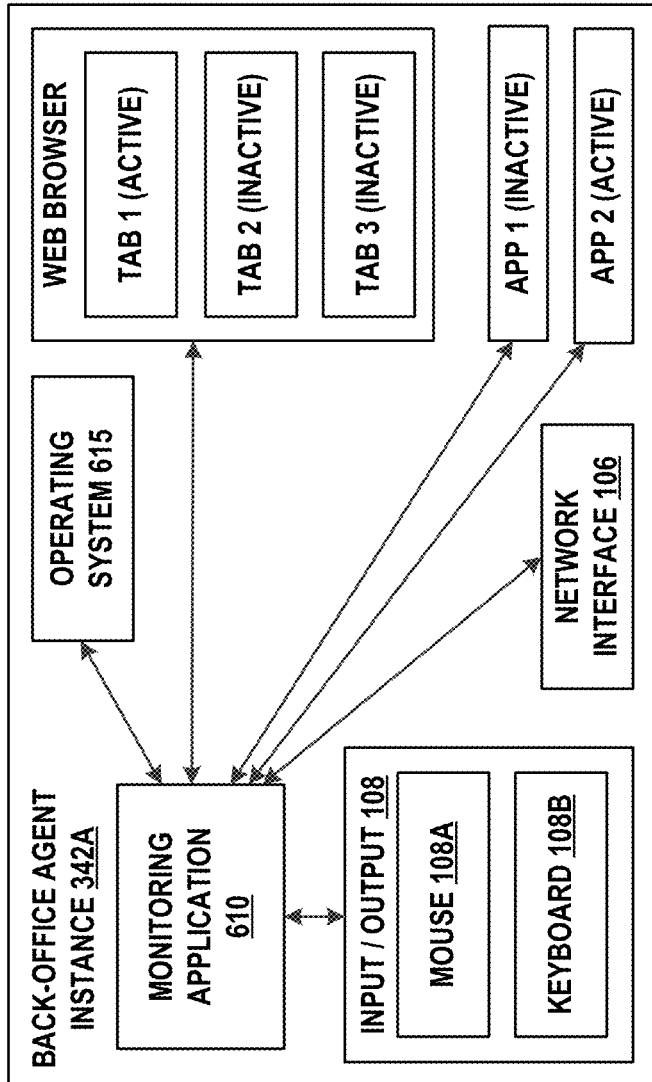 BACK-OFFICE AGENT
INSTANCE 342A
MONITORING
APPLICATION
610
OPERATING
SYSTEM 615
WEB BROWSER
TAB 1 (ACTIVE)
TAB 2 (INACTIVE)
TAB 3 (INACTIVE)
INPUT / OUTPUT 108
MOUSE 108A
KEYBOARD 108B
NETWORK
INTERFACE 106
APP 1 (INACTIVE)
APP 2 (ACTIVE)